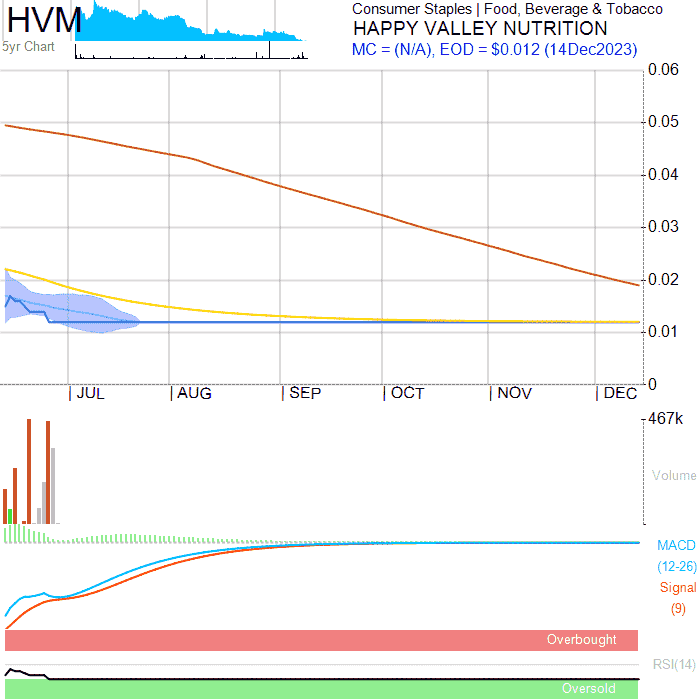 HVM
5yr Chart
Consumer Staples | Food, Beverage & Tobacco
HAPPY VALLEY NUTRITION
MC = (N/A), EOD = $0.012 (14Dec2023)
0.06
0.05
0.04
0.03
0.02
0.01
0
JUL AUG SEP OCT NOV DEC
467k
Volume
MACD
(12-26)
Signal
(9)
Overbought
RSI(14)
Oversold